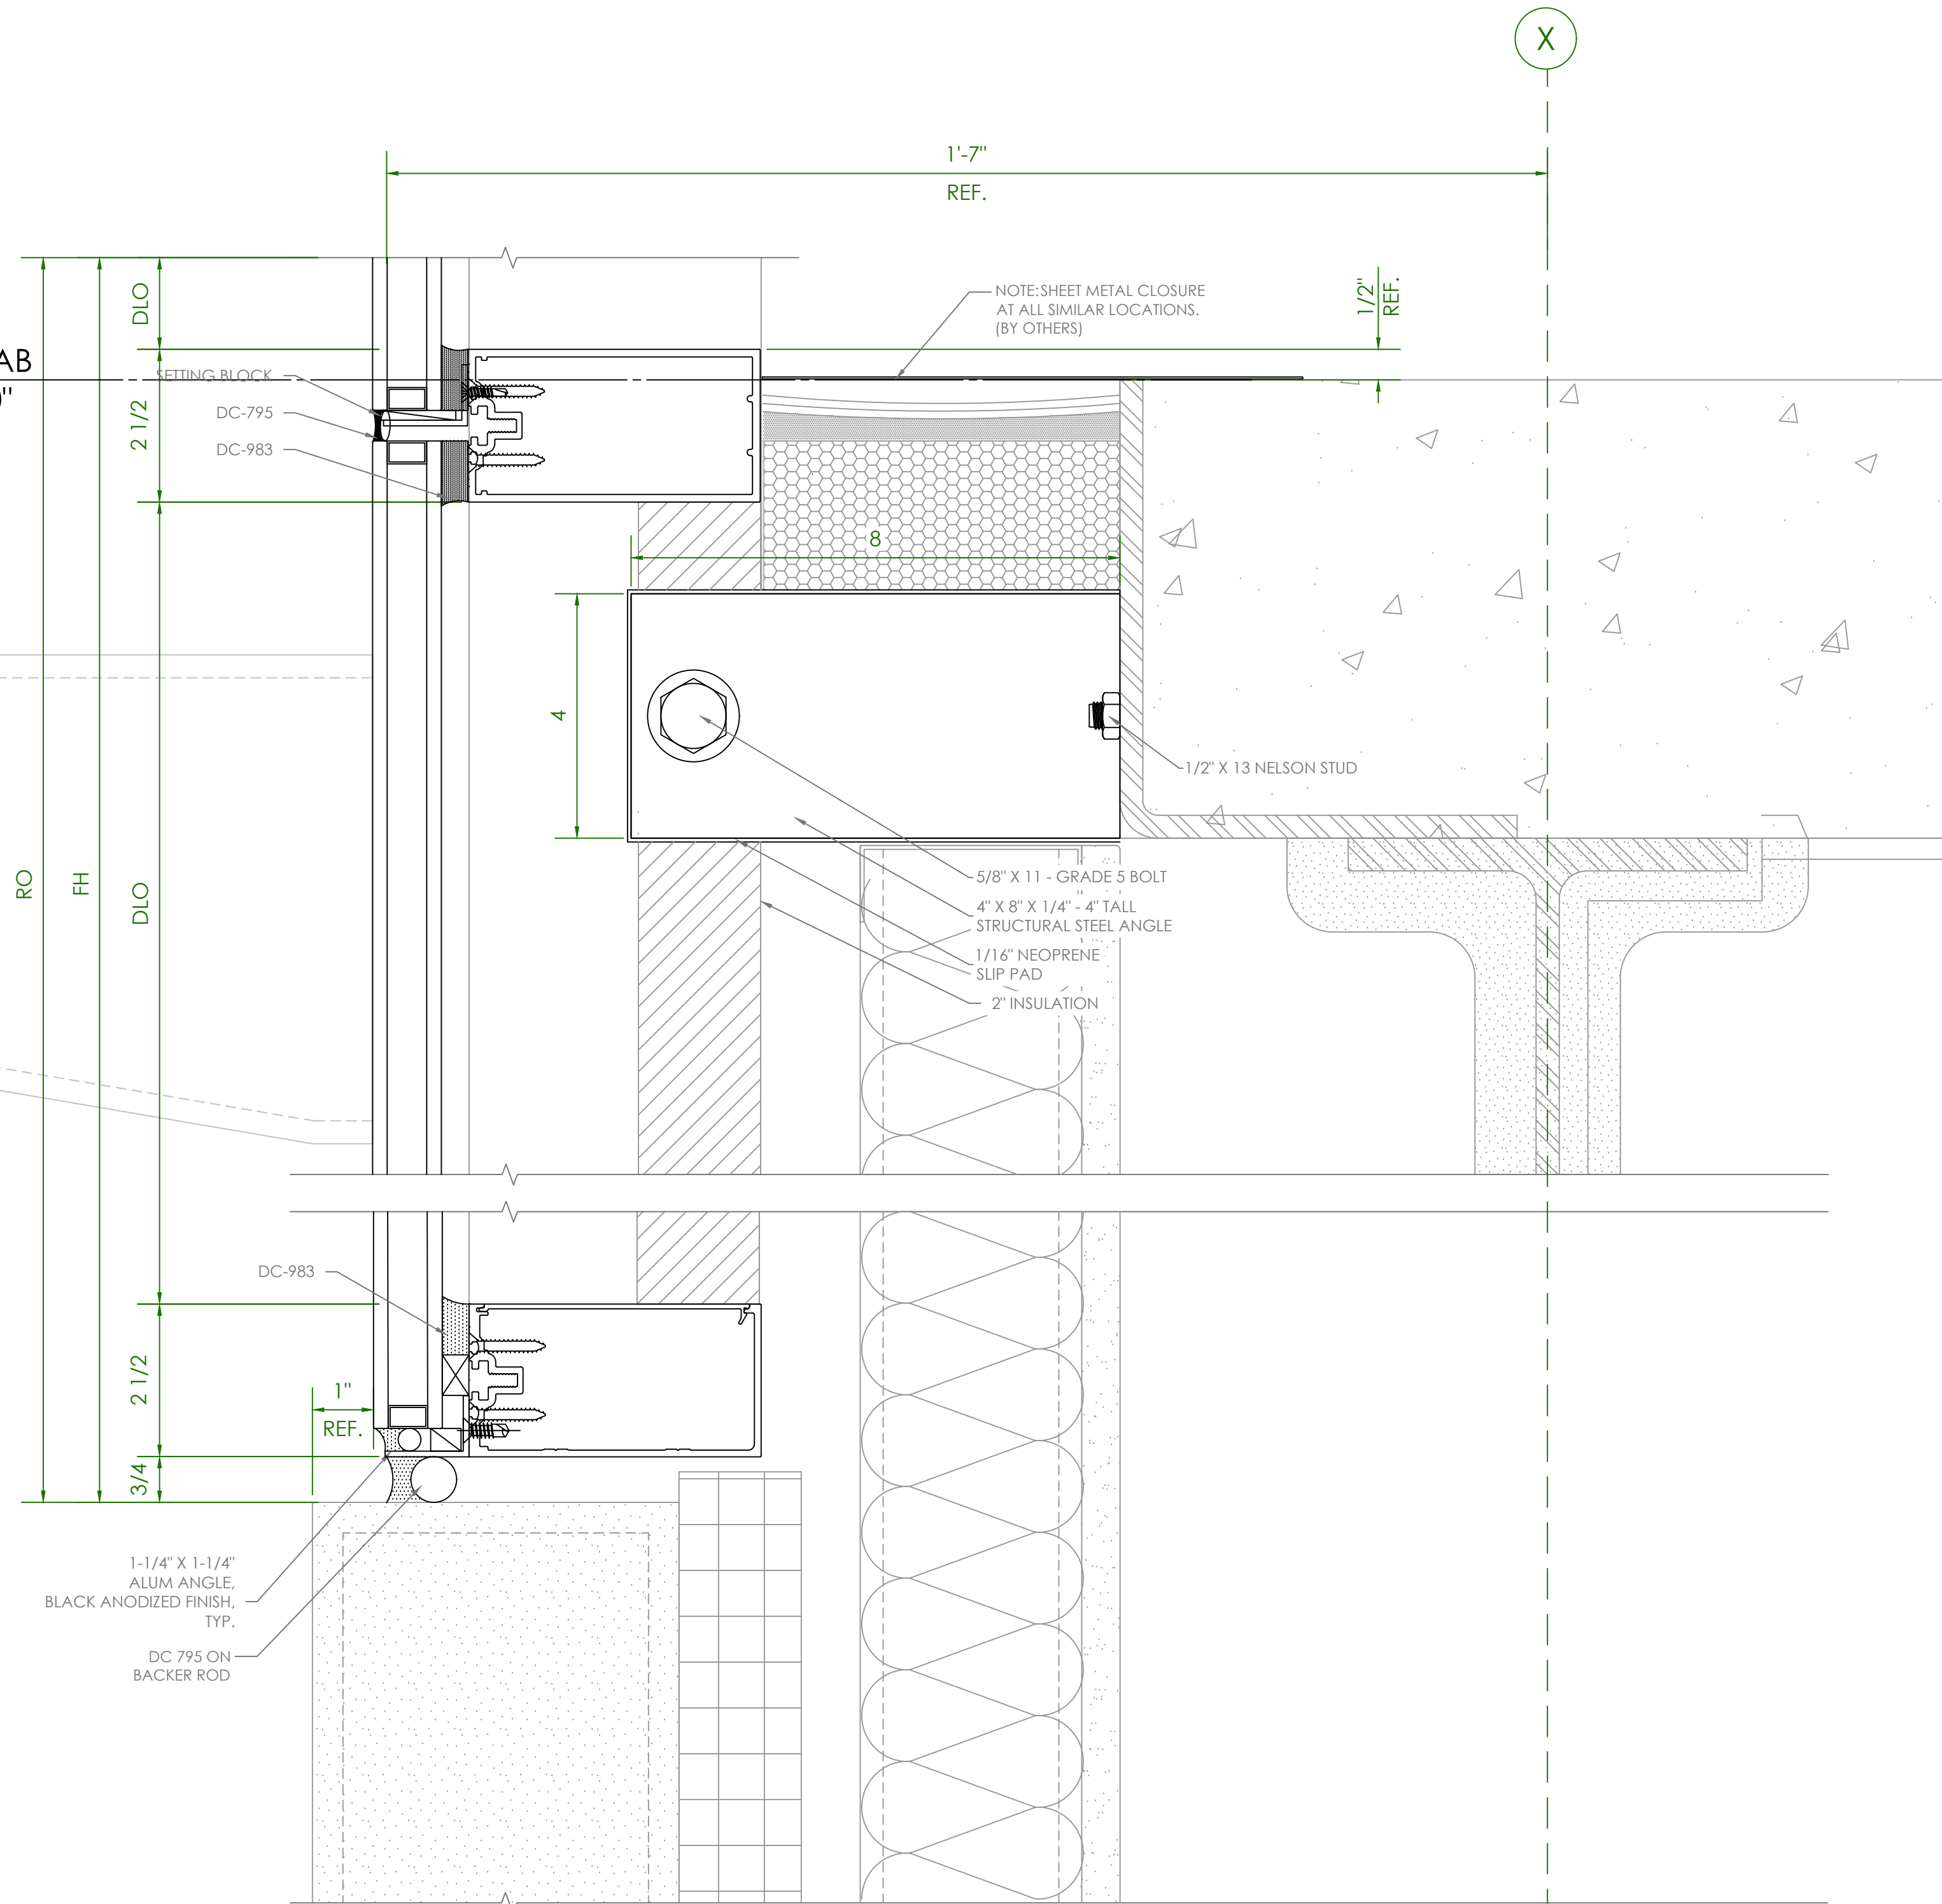 X
1'-7"
REF.
1/2"
REF.
NOTE:SHEET METAL CLOSURE
AT ALL SIMILAR LOCATIONS.
(BY OTHERS)
DLO
SETTING BLOCK
DC-795
DC-983
2 1/2
8
4
1/2" X 13 NELSON STUD
RO
FH
DLO
5/8" X 11 - GRADE 5 BOLT
4" X 8" X 1/4" - 4" TALL
STRUCTURAL STEEL ANGLE
1/16" NEOPRENE
SLIP PAD
2" INSULATION
DC-983
2 1/2
1"
REF.
3/4
1-1/4" X 1-1/4"
ALUM ANGLE,
BLACK ANODIZED FINISH,
TYP.
DC 795 ON
BACKER ROD